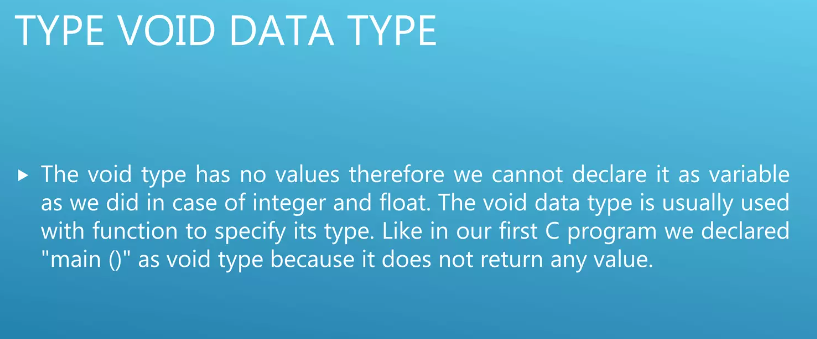 TYPE VOID DATA TYPE
The void type has no values therefore we cannot declare it as variable
as we did in case of integer and float. The void data type is usually used
with function to specify its type. Like in our first C program we declared
"main ()" as void type because it does not return any value.